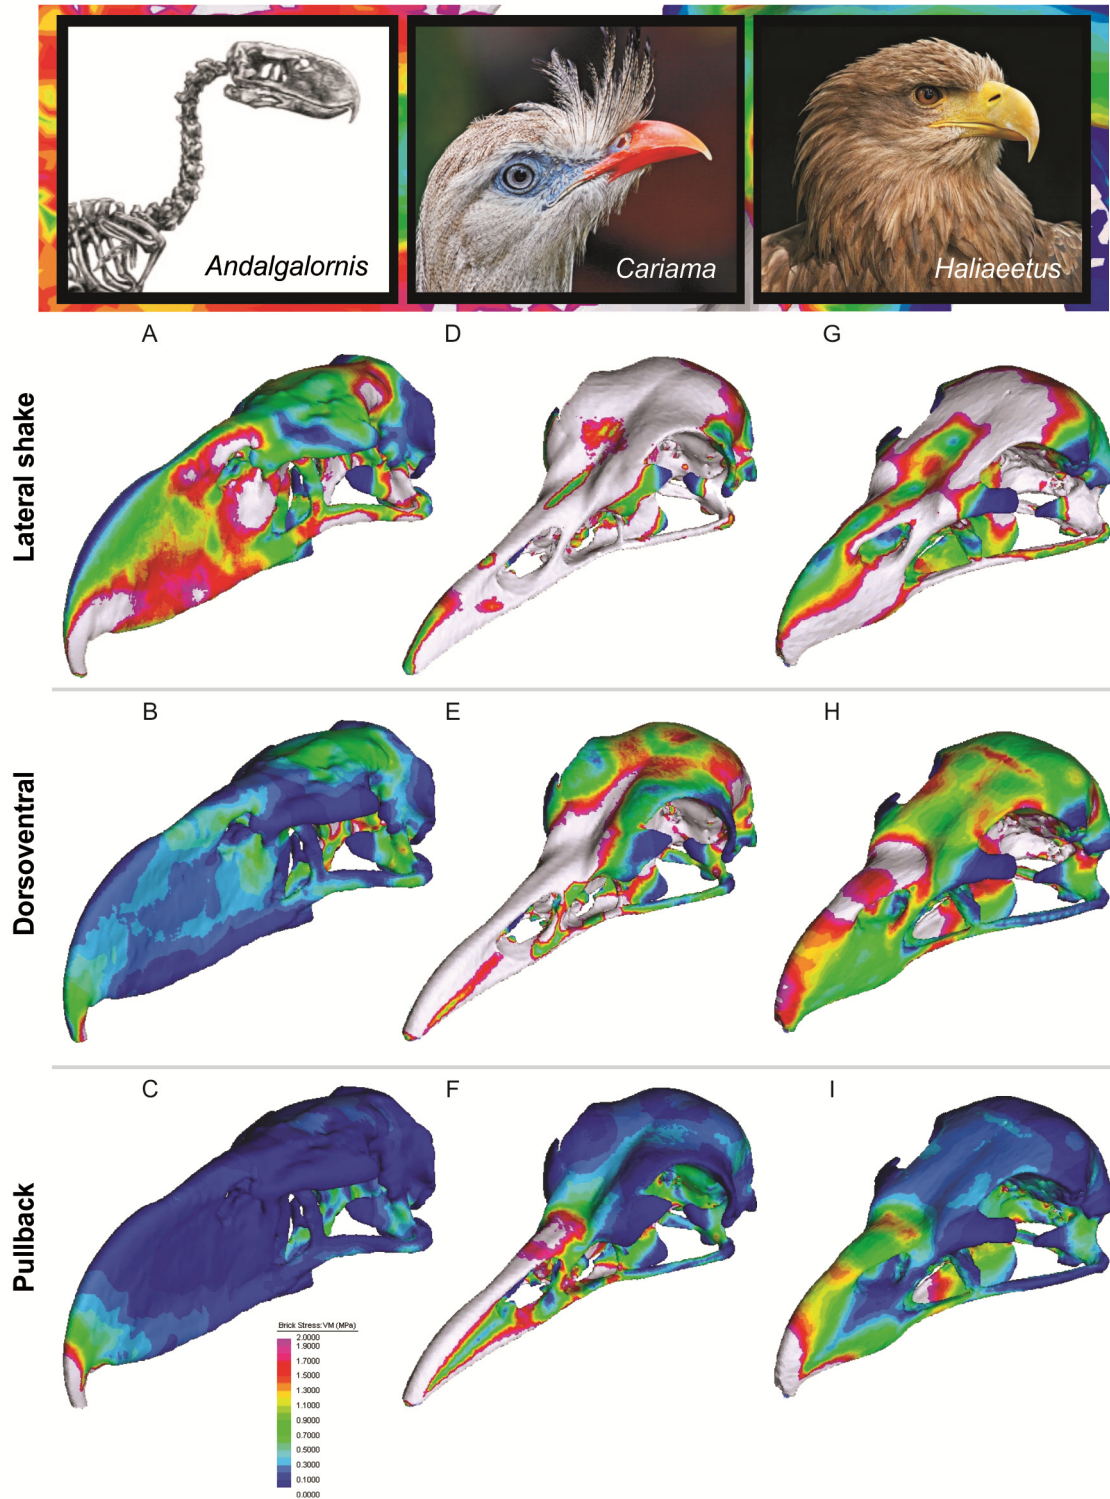 Andalgalornis
Cariama
Haliaeetus
A
D
G
Lateral shake
B
E
H
Dorsoventral
C
F
I
Pullback
Brick Stress:VM (MPa)
2.0000
1.9000
1.7000
1.5000
1.3000
1.1000
0.9000
0.7000
0.5000
0.3000
0.1000
0.0000